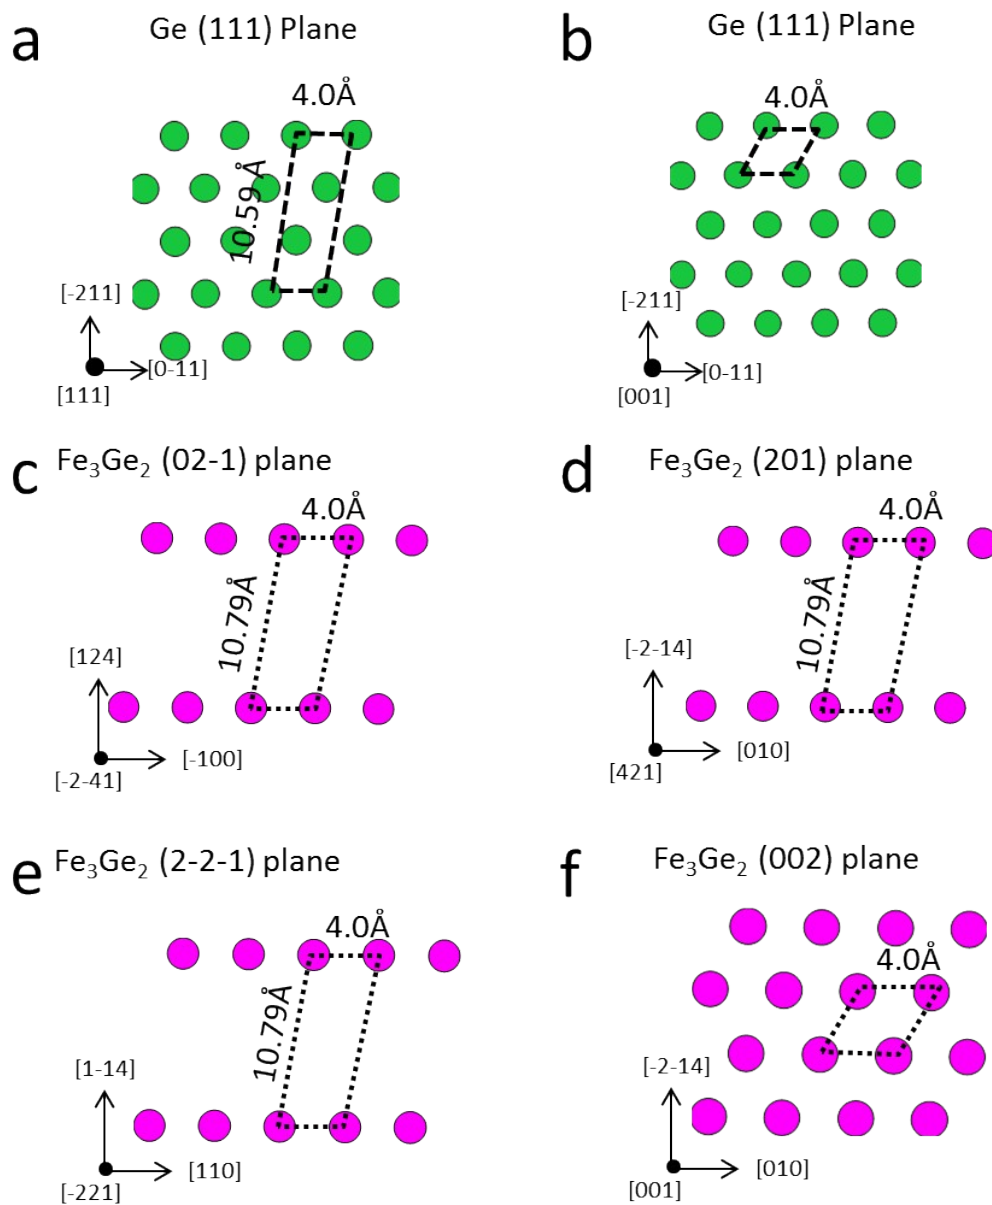 a
Ge (111) Plane
4.0Å
10.59 Å
[-211]
[0-11]
[111]
b
Ge (111) Plane
4.0Å
[-211]
[0-11]
[001]
c
Fe₃Ge₂ (02-1) plane
4.0Å
10.79Å
[124]
[-100]
[-2-41]
d
Fe₃Ge₂ (201) plane
4.0Å
10.79Å
[-2-14]
[010]
[421]
e
Fe₃Ge₂ (2-2-1) plane
4.0Å
10.79Å
[1-14]
[110]
[-221]
f
Fe₃Ge₂ (002) plane
4.0Å
[-2-14]
[010]
[001]